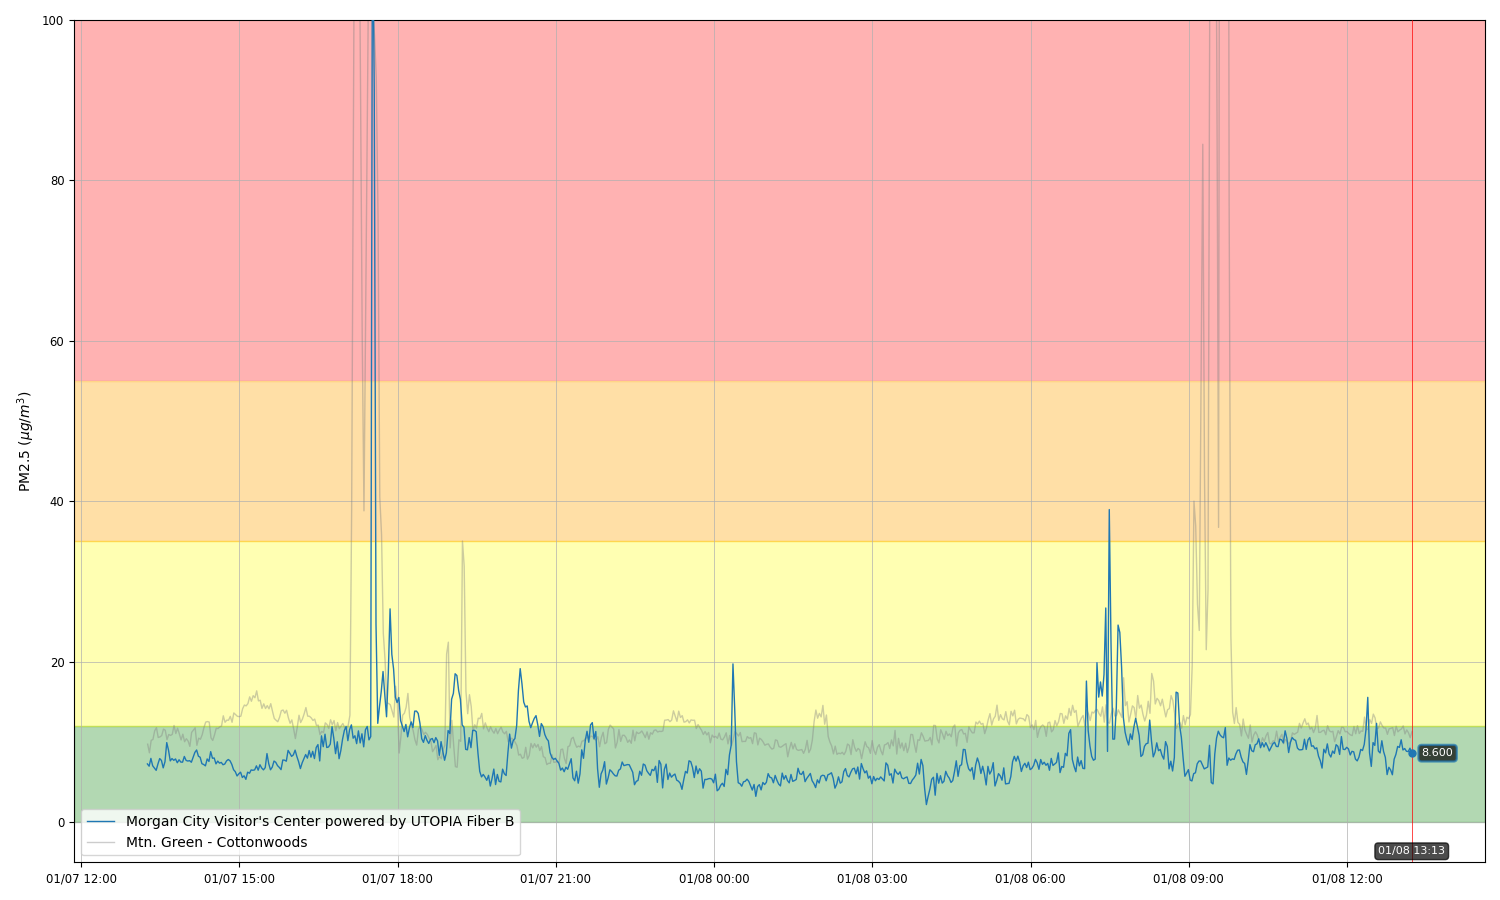 100
80
60
40
20
0
PM2.5 (μg/m³)
8.600
Morgan City Visitor's Center powered by UTOPIA Fiber B
Mtn. Green - Cottonwoods
01/08 13:13
01/07 12:00 01/07 15:00 01/07 18:00 01/07 21:00 01/08 00:00 01/08 03:00 01/08 06:00 01/08 09:00 01/08 12:00